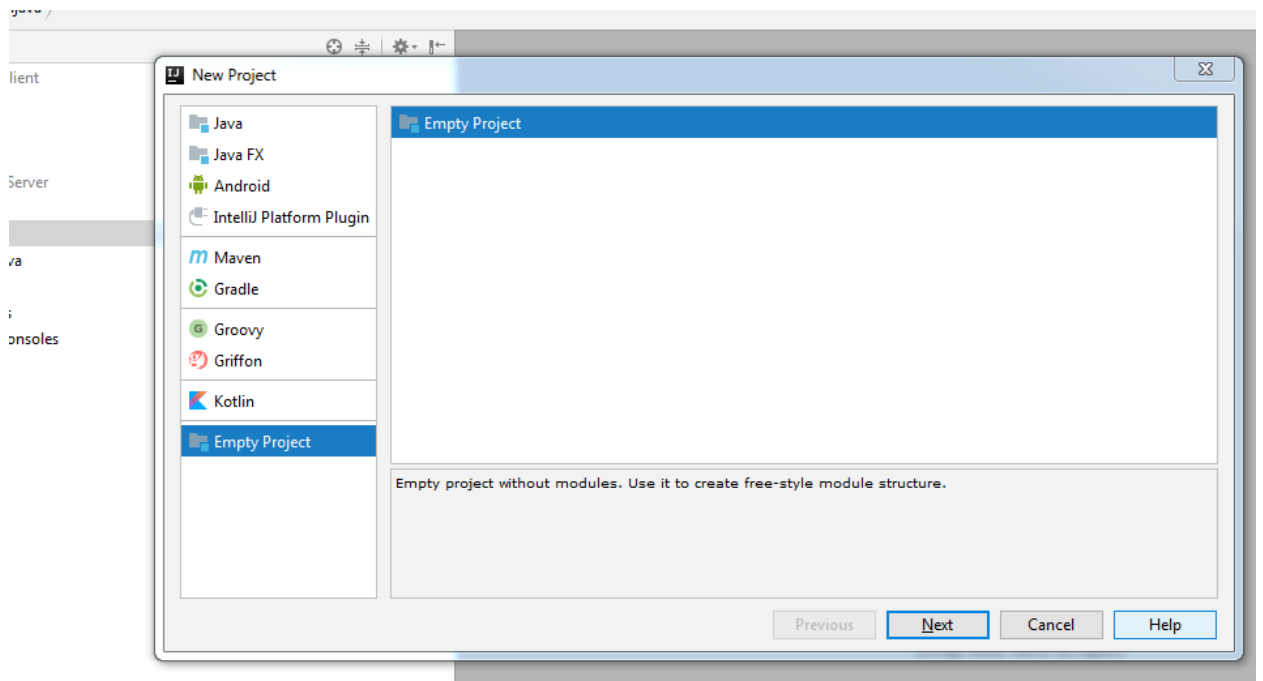 lient
Server
va
s
onsoles
New Project
Java
Java FX
Android
IntelliJ Platform Plugin
Maven
Gradle
Groovy
Griffon
Kotlin
Empty Project
Empty Project
Empty project without modules. Use it to create free-style module structure.
Previous
Next
Cancel
Help